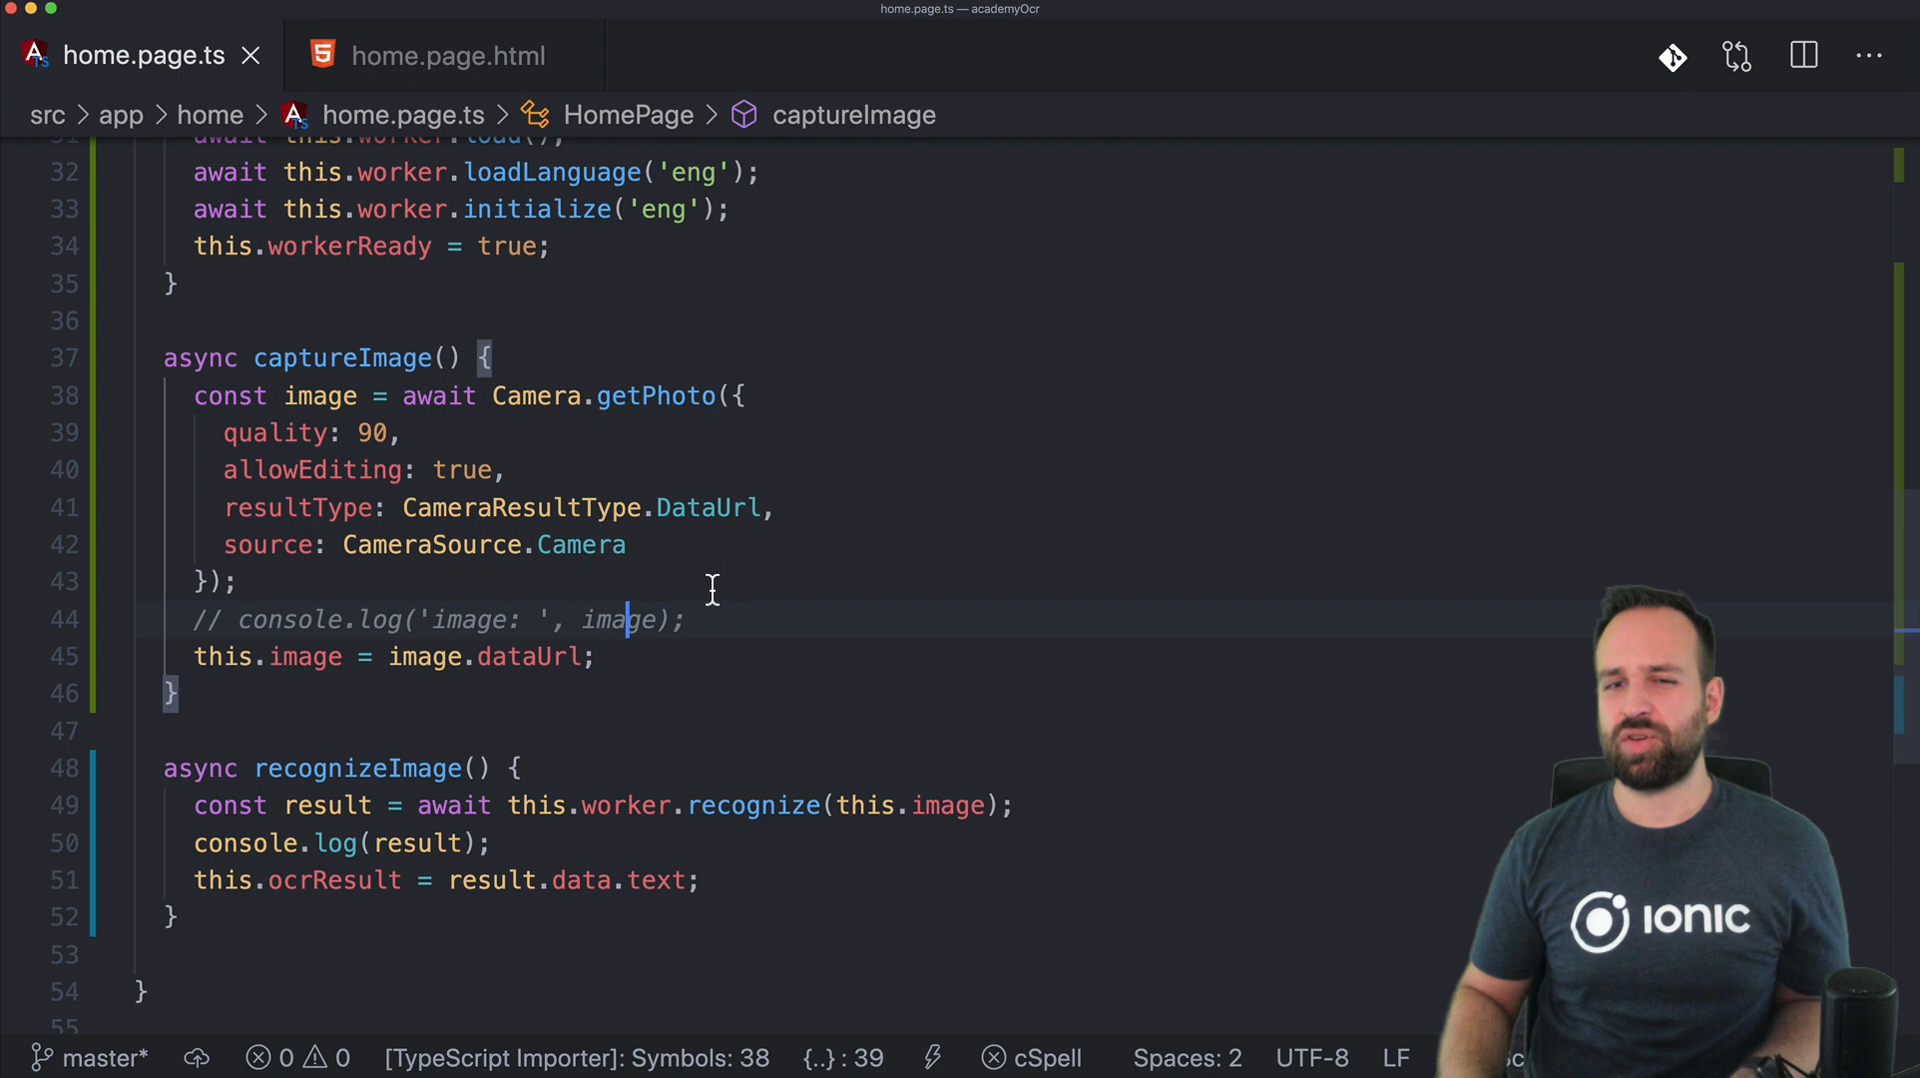 home.page.ts — academyOcr
home.page.ts
home.page.html
src > app > home > home.page.ts > HomePage > captureImage
31 await this.worker.load();
32 await this.worker.loadLanguage('eng');
33 await this.worker.initialize('eng');
34 this.workerReady = true;
35 }
36
37 async captureImage() {
38 const image = await Camera.getPhoto({
39 quality: 90,
40 allowEditing: true,
41 resultType: CameraResultType.DataUrl,
42 source: CameraSource.Camera
43 });
44 // console.log('image: ', image);
45 this.image = image.dataUrl;
46 }
47
48 async recognizeImage() {
49 const result = await this.worker.recognize(this.image);
50 console.log(result);
51 this.ocrResult = result.data.text;
52 }
53
54 }
55
IONIC
master* 0 0 [TypeScript Importer]: Symbols: 38 {..} : 39 cSpell Spaces: 2 UTF-8 LF